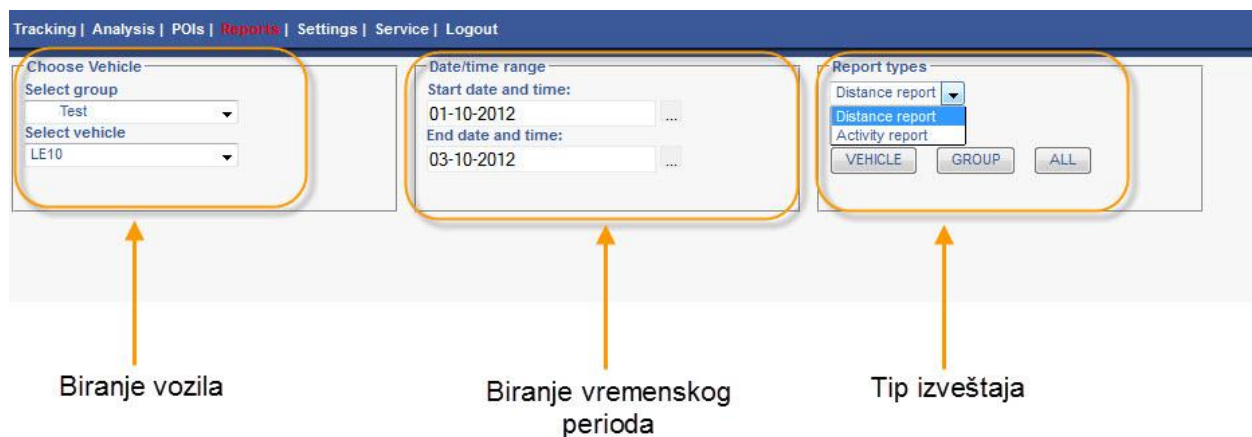 Tracking | Analysis | POIs | Reports | Settings | Service | Logout
Choose Vehicle
Select group
Test
Select vehicle
LE10
Date/time range
Start date and time:
01-10-2012 ...
End date and time:
03-10-2012 ...
Report types
Distance report
Distance report
Activity report
VEHICLE GROUP ALL
Biranje vozila
Biranje vremenskog
perioda
Tip izveštaja